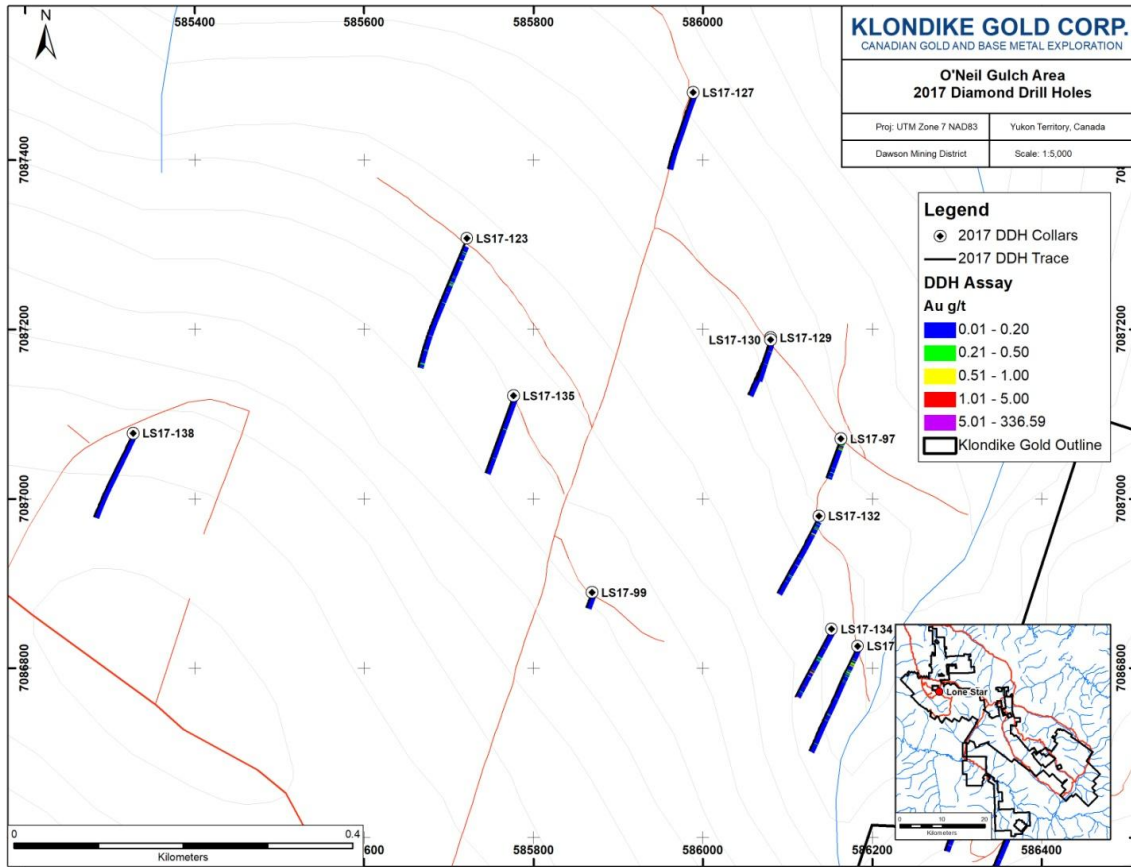 585400 585600 585800 586000
N
KLONDIKE GOLD CORP.
CANADIAN GOLD AND BASE METAL EXPLORATION
O'Neil Gulch Area
2017 Diamond Drill Holes
Proj: UTM Zone 7 NAD83 Yukon Territory, Canada
Dawson Mining District Scale: 1:5,000
LS17-127
7087400
Legend
2017 DDH Collars
2017 DDH Trace
DDH Assay
Au g/t
0.01 - 0.20
0.21 - 0.50
0.51 - 1.00
1.01 - 5.00
5.01 - 336.59
Klondike Gold Outline
LS17-123
7087200 7087200
LS17-130 LS17-129
LS17-135
LS17-138
LS17-97
7087000 7087000
LS17-132
LS17-99
LS17-134
LS17
7086800 7086800
Lone Star
0 10 20
Kilometers
0 0.4
Kilometers
600 585800 586000 586200 586400